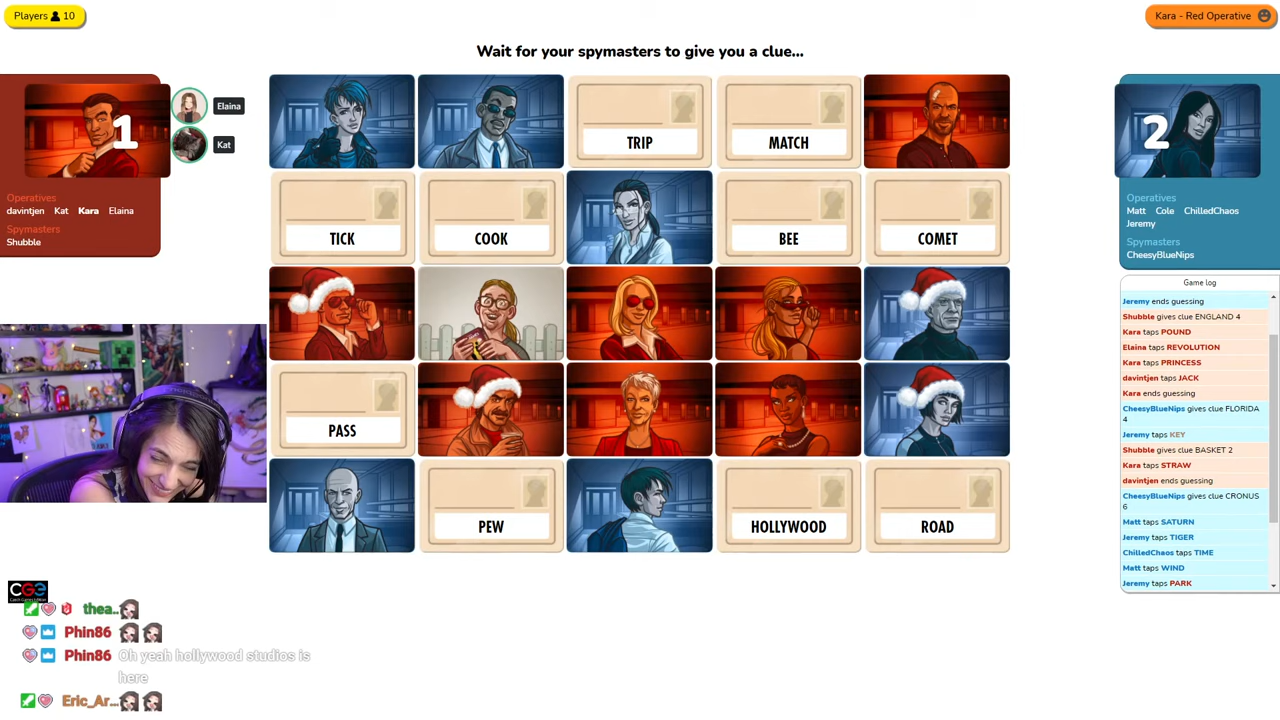 Players 10
Kara - Red Operative
Wait for your spymasters to give you a clue...
1
Elaina
Kat
Operatives
davintjen Kat Kara Elaina
Spymasters
Shubble
TRIP
MATCH
TICK
COOK
BEE
COMET
PASS
PEW
HOLLYWOOD
ROAD
2
Operatives
Matt Cole ChilledChaos
Jeremy
Spymasters
CheesyBlueNips
Game log
Jeremy ends guessing
Shubble gives clue ENGLAND 4
Kara taps POUND
Elaina taps REVOLUTION
Kara taps PRINCESS
davintjen taps JACK
Kara ends guessing
CheesyBlueNips gives clue FLORIDA
4
Jeremy taps KEY
Shubble gives clue BASKET 2
Kara taps STRAW
davintjen ends guessing
CheesyBlueNips gives clue CRONUS
6
Matt taps SATURN
Jeremy taps TIGER
ChilledChaos taps TIME
Matt taps WIND
Jeremy taps PARK
CGE
thea..
Phin86
Phin86 Oh yeah hollywood studios is
here
Eric_Ar...